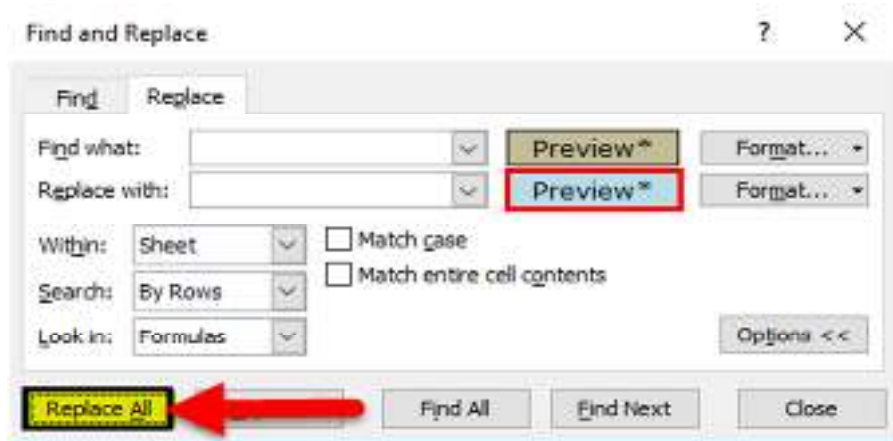 Find and Replace ?
Find Replace
Find what: Preview* Format...
Replace with: Preview* Format...
Within: Sheet Match case
Match entire cell contents
Search: By Rows
Look in: Formulas Options <<
Replace All Find All Find Next Close